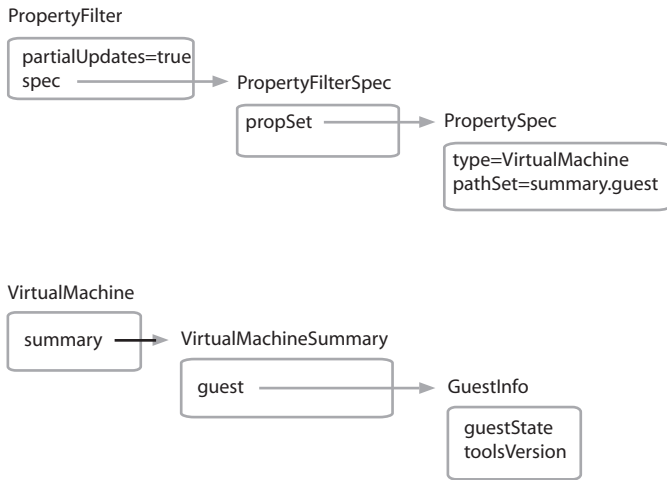 PropertyFilter
partialUpdates=true
spec
PropertyFilterSpec
propSet
PropertySpec
type=VirtualMachine
pathSet=summary.guest
VirtualMachine
summary
VirtualMachineSummary
guest
GuestInfo
guestState
toolsVersion